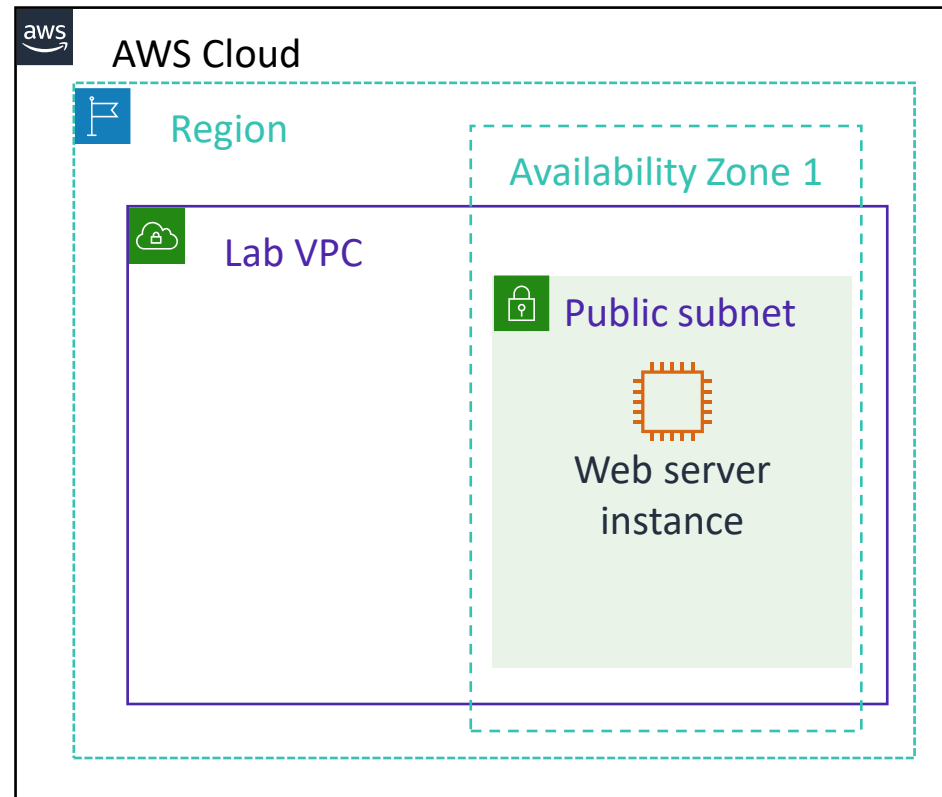 aws
AWS Cloud
Region
Availability Zone 1
Lab VPC
Public subnet
Web server
instance